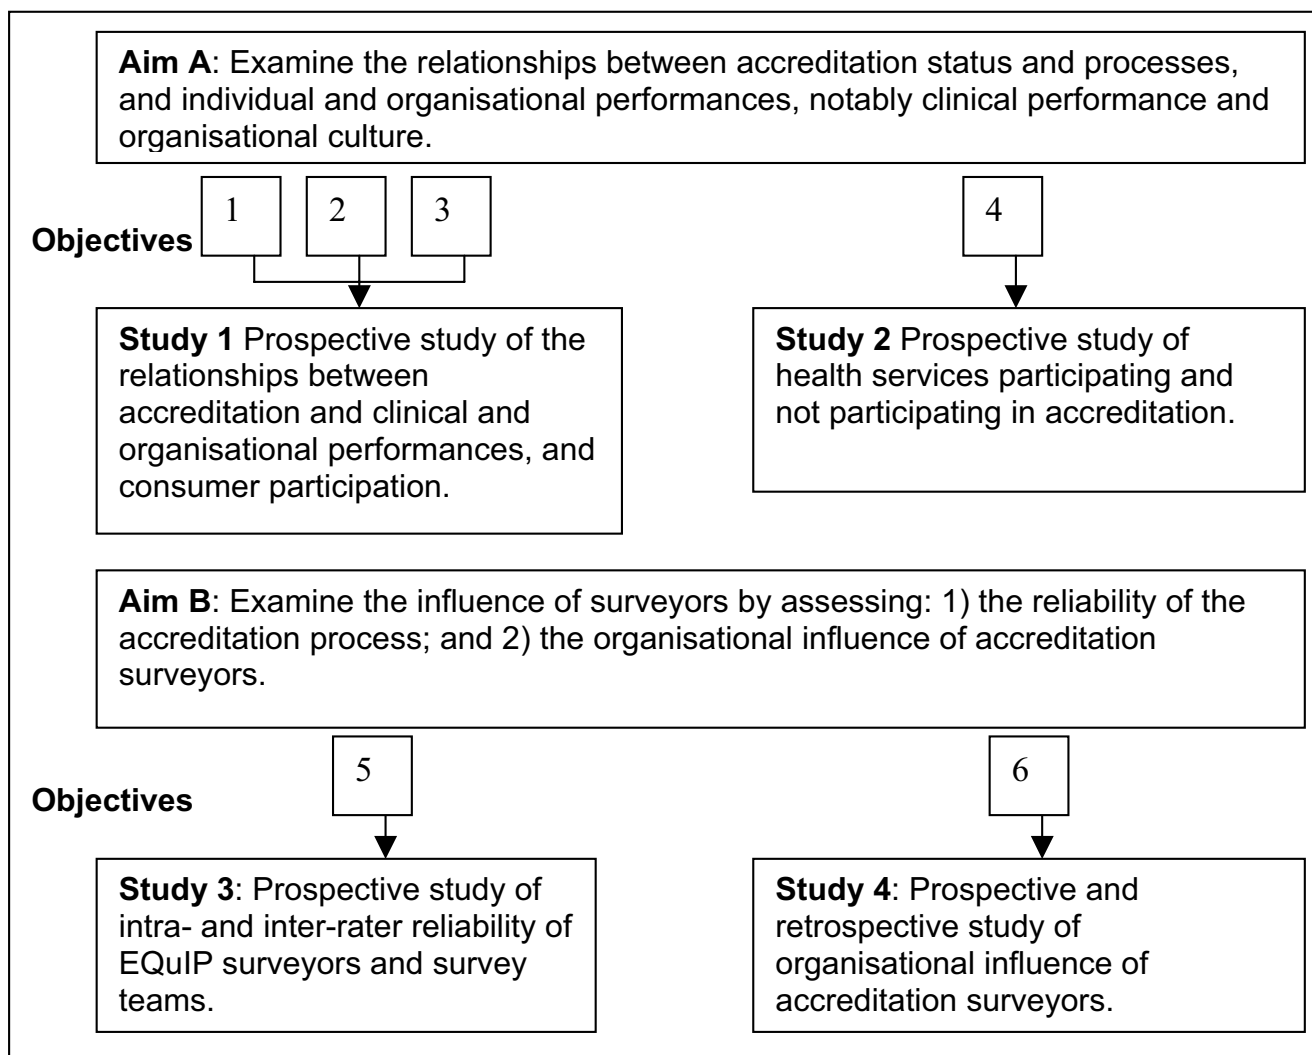 Aim A: Examine the relationships between accreditation status and processes,
and individual and organisational performances, notably clinical performance and
organisational culture.
1 2 3 4
Objectives
Study 1 Prospective study of the
relationships between
accreditation and clinical and
organisational performances, and
consumer participation.
Study 2 Prospective study of
health services participating and
not participating in accreditation.
Aim B: Examine the influence of surveyors by assessing: 1) the reliability of the
accreditation process; and 2) the organisational influence of accreditation
surveyors.
5 6
Objectives
Study 3: Prospective study of
intra- and inter-rater reliability of
EQuIP surveyors and survey
teams.
Study 4: Prospective and
retrospective study of
organisational influence of
accreditation surveyors.